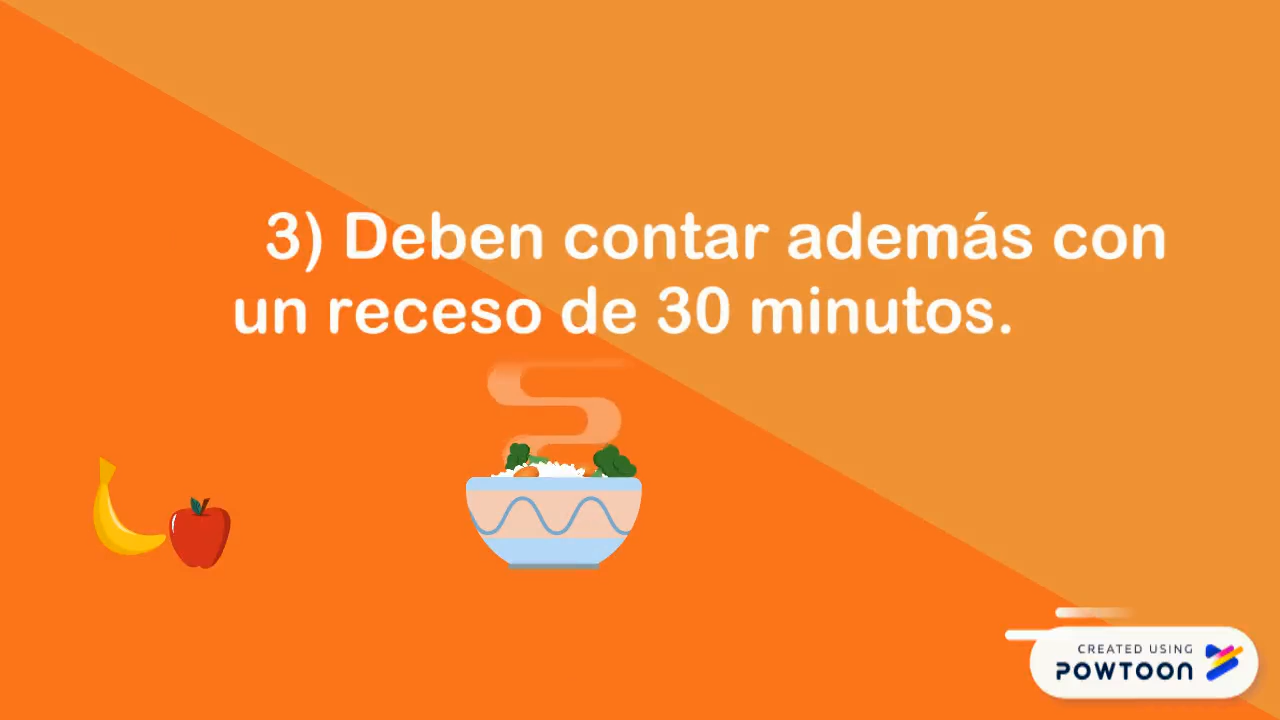 3) Deben contar además con
un receso de 30 minutos.
CREATED USING
POWTOON